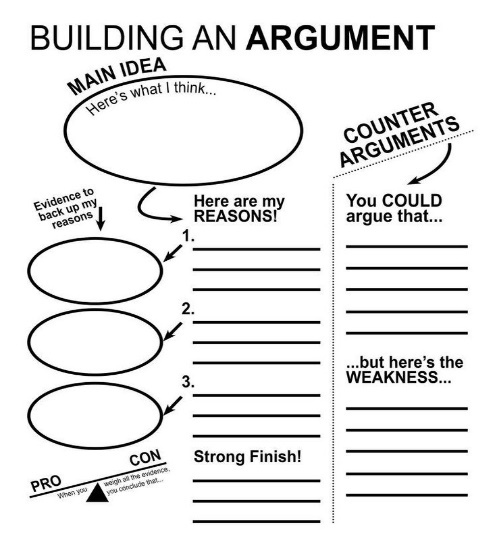 BUILDING AN ARGUMENT
MAIN IDEA
Here's what I think...
COUNTER
ARGUMENTS
Evidence to
back up my
reasons
Here are my
REASONS!
1.
2.
3.
Strong Finish!
You COULD
argue that...
...but here's the
WEAKNESS...
PRO
CON
When you weigh all the evidence,
you conclude that...